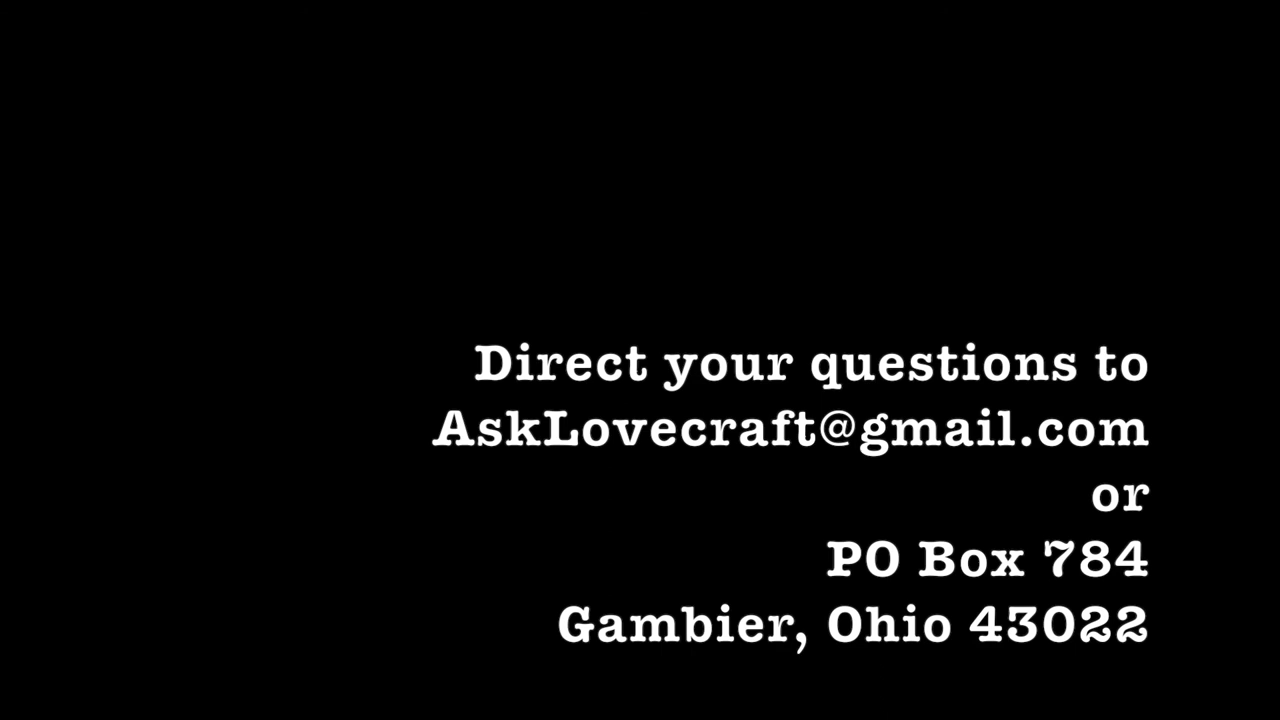 Direct your questions to
AskLovecraft@gmail.com
or
PO Box 784
Gambier, Ohio 43022